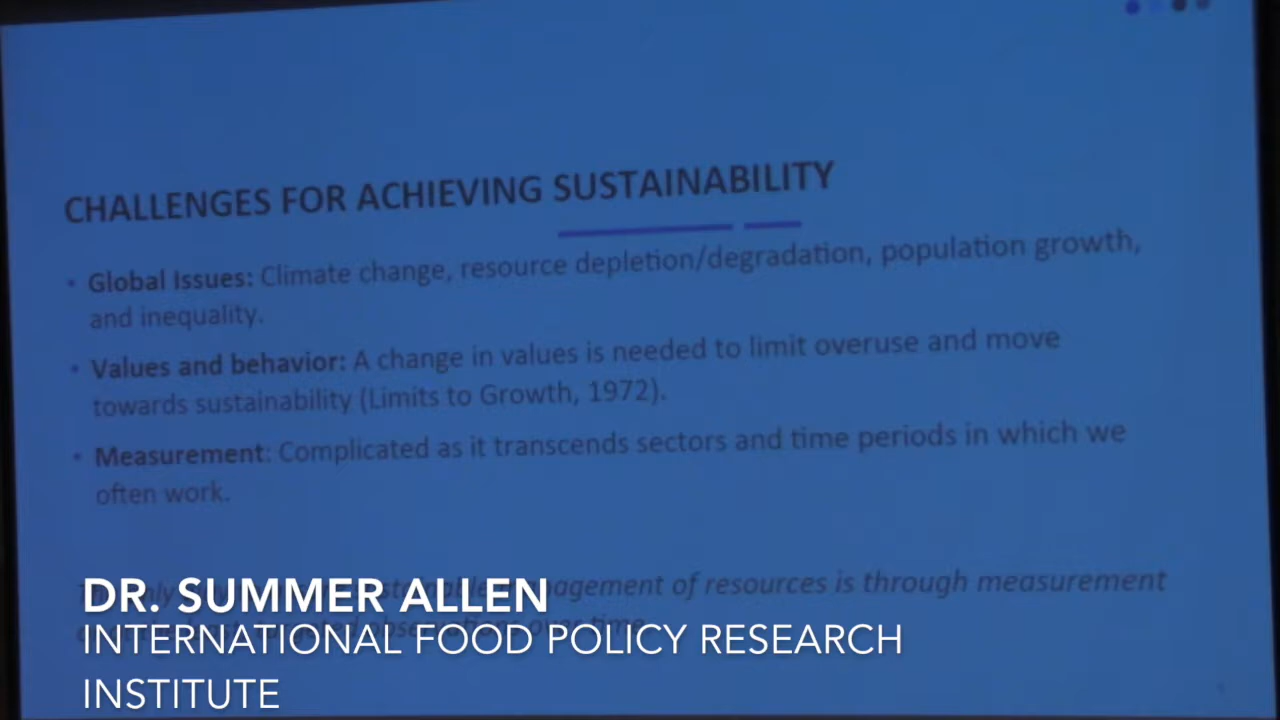 CHALLENGES FOR ACHIEVING SUSTAINABILITY
• Global Issues: Climate change, resource depletion/degradation, population growth,
and inequality.
• Values and behavior: A change in values is needed to limit overuse and move
towards sustainability (Limits to Growth, 1972).
• Measurement: Complicated as it transcends sectors and time periods in which we
often work.
management of resources is through measurement
DR. SUMMER ALLEN
INTERNATIONAL FOOD POLICY RESEARCH
INSTITUTE